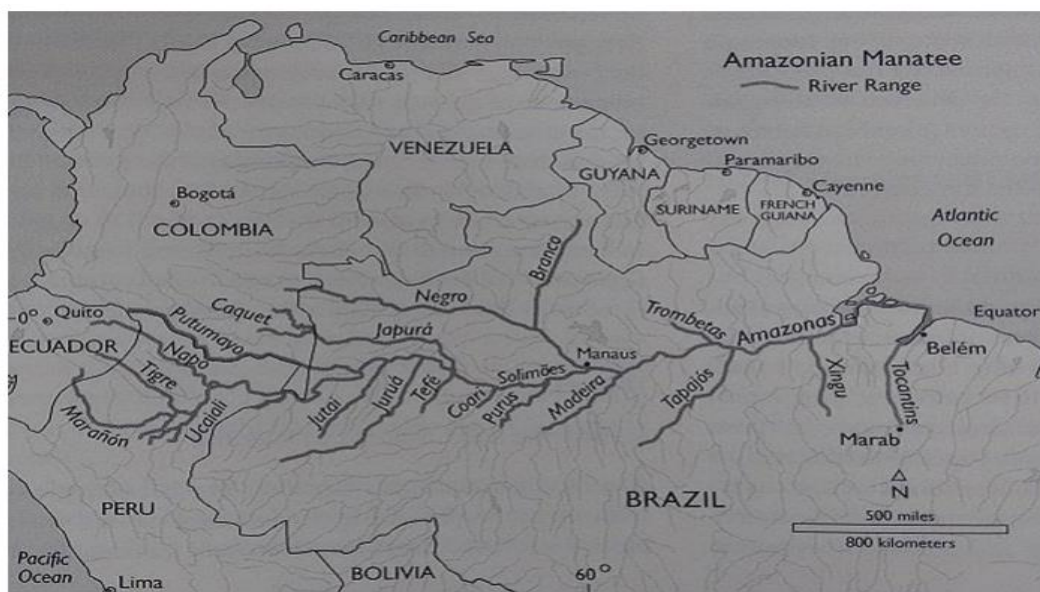 Caribbean Sea
Caracas
Amazonian Manatee
River Range
VENEZUELA
Georgetown
GUYANA
Paramaribo
Cayenne
SURINAME
FRENCH
GUIANA
Bogotá
COLOMBIA
Atlantic
Ocean
Branco
Negro
0°
Quito
Putumayo
Caquet
Japurá
Trombetas
Amazonas
Equator
ECUADOR
Napo
Tigre
Marañón
Ucaiali
Jutai
Juruá
Tefé
Coari
Solimões
Purus
Manaus
Madeira
Tapajós
Xingu
Tocantins
Belém
Marab
N
PERU
BRAZIL
500 miles
800 kilometers
Pacific
Ocean
Lima
BOLIVIA
60°